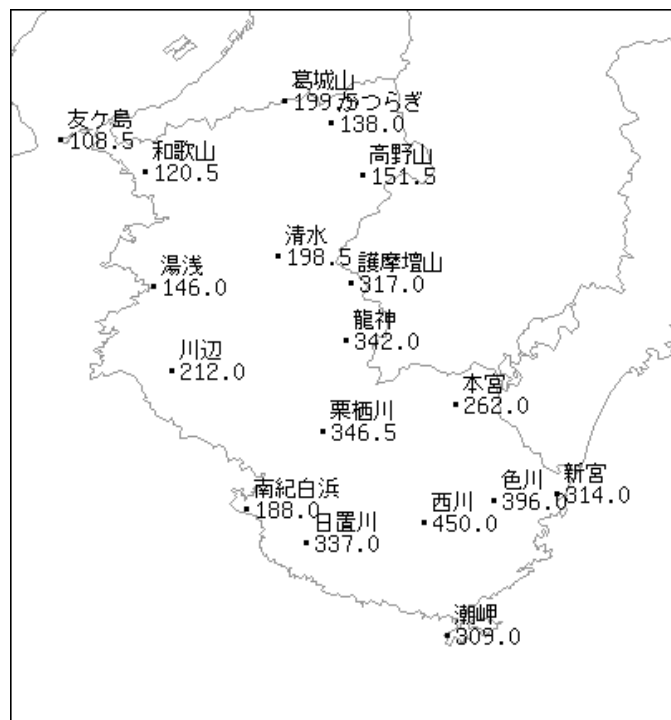 葛城山
199.5
かつらぎ
138.0
友ケ島
108.5
和歌山
120.5
高野山
151.5
清水
198.5
護摩壇山
317.0
湯浅
146.0
龍神
342.0
川辺
212.0
本宮
262.0
栗栖川
346.5
新宮
314.0
色川
396.0
南紀白浜
188.0
西川
450.0
日置川
337.0
潮岬
309.0